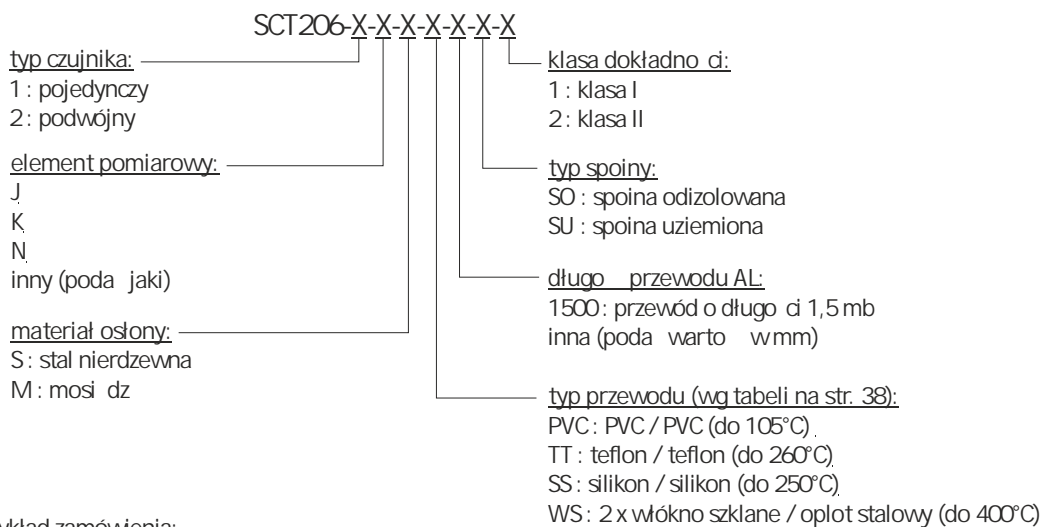 SCT206-X-X-X-X-X-X-X
typ czujnika:
1 : pojedynczy
2 : podwójny
element pomiarowy:
J
K
N
inny (poda jaki)
materiał osłony:
S : stal nierdzewna
M : mosi dz
klasa dokładno ci:
1 : klasa I
2 : klasa II
typ spoiny:
SO : spoina odizolowana
SU : spoina uziemiona
długo przewodu AL:
1500 : przewód o długo ci 1,5 mb
inna (poda warto w mm)
typ przewodu (wg tabeli na str. 38):
PVC : PVC / PVC (do 105°C)
TT : teflon / teflon (do 260°C)
SS : silikon / silikon (do 250°C)
WS : 2 x włókno szklane / oplot stalowy (do 400°C)
zamówienia: